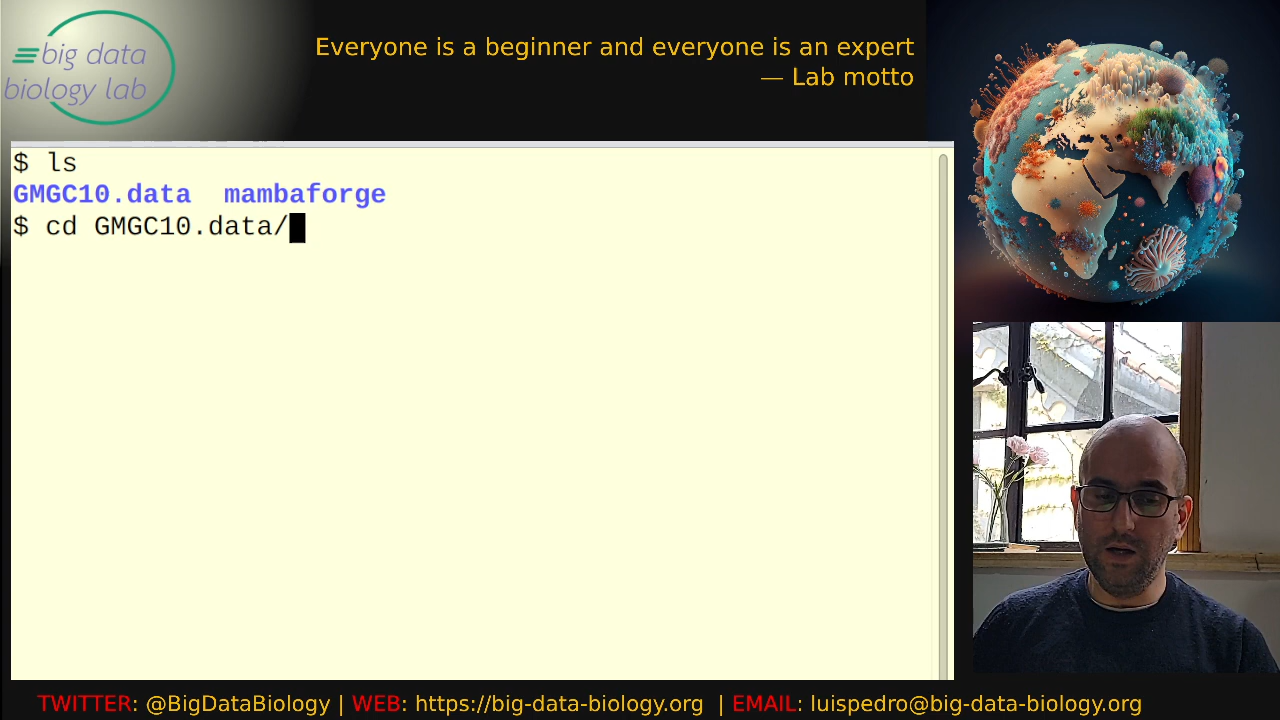 big data
biology lab
Everyone is a beginner and everyone is an expert
— Lab motto
$ ls
GMGC10.data  mambaforge
$ cd GMGC10.data/
TWITTER: @BigDataBiology | WEB: https://big-data-biology.org | EMAIL: luispedro@big-data-biology.org